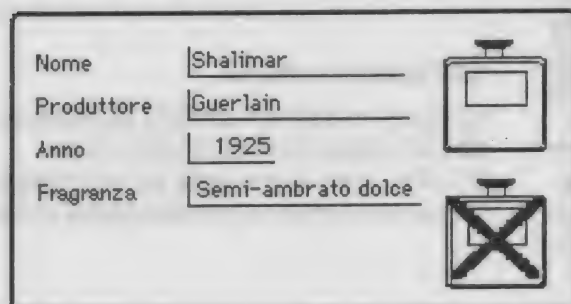 Nome Shalimar
Produttore Guerlain
Anno 1925
Fragranza Semi-ambrato dolce